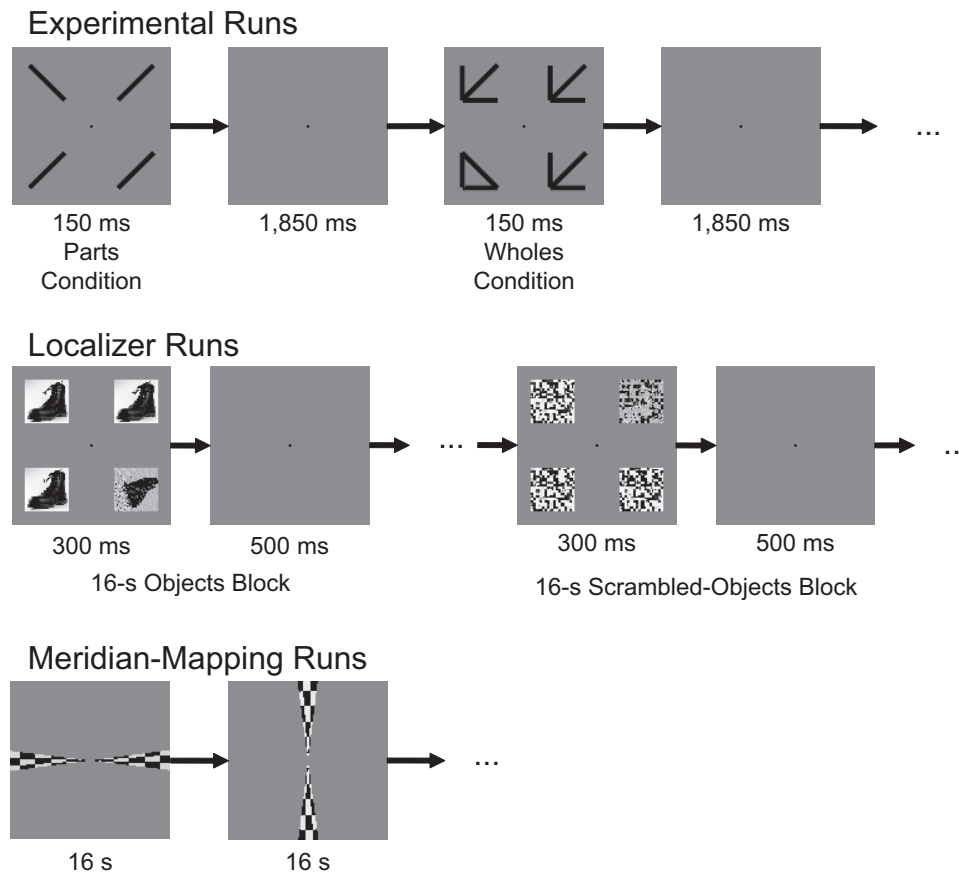 Experimental Runs
...
150 ms 1,850 ms 150 ms 1,850 ms
Parts Wholes
Condition Condition
Localizer Runs
... ..
300 ms 500 ms 300 ms 500 ms
16-s Objects Block 16-s Scrambled-Objects Block
Meridian-Mapping Runs
...
16 s 16 s